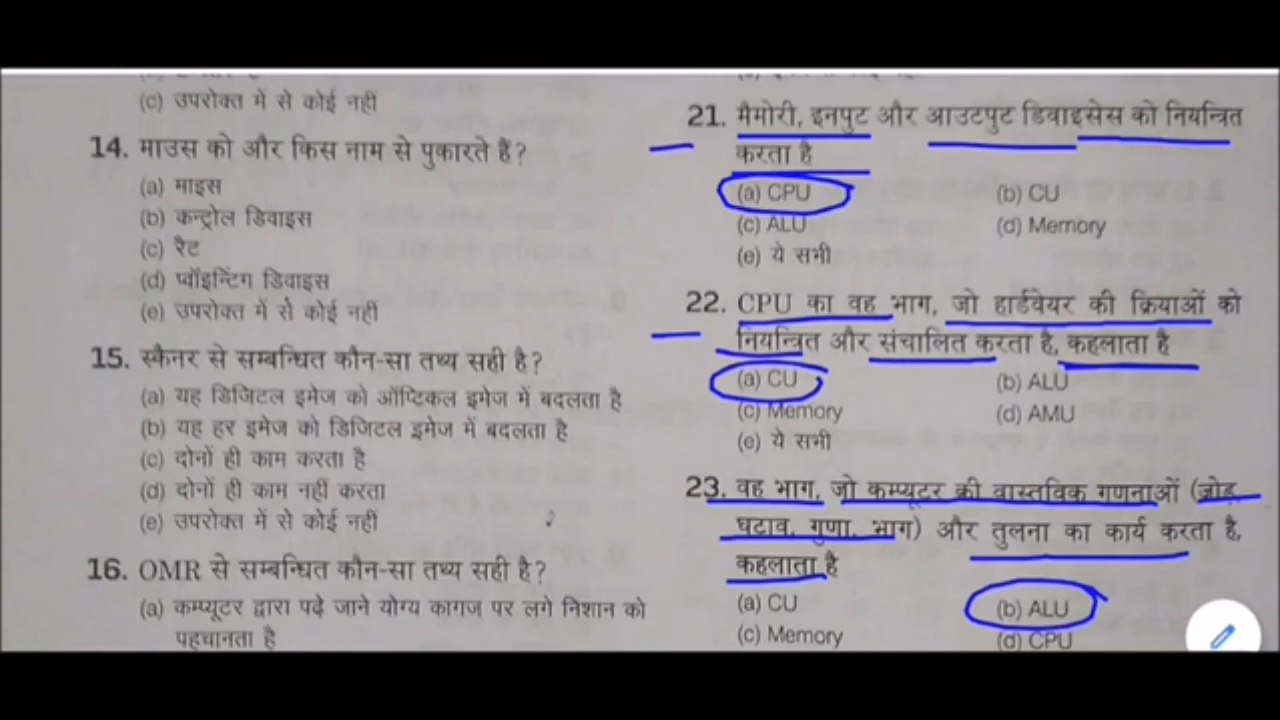 (c) उपरोक्त में से कोई नहीं
14. माउस को और किस नाम से पुकारते हैं?
(a) माइस
(b) कन्ट्रोल डिवाइस
(c) रैट
(d) प्वॉइन्टिंग डिवाइस
(e) उपरोक्त में से कोई नहीं
15. स्कैनर से सम्बन्धित कौन-सा तथ्य सही है?
(a) यह डिजिटल इमेज को ऑप्टिकल इमेज में बदलता है
(b) यह हर इमेज को डिजिटल इमेज में बदलता है
(c) दोनों ही काम करता है
(d) दोनों ही काम नहीं करता
(e) उपरोक्त में से कोई नहीं
16. OMR से सम्बन्धित कौन-सा तथ्य सही है?
(a) कम्प्यूटर द्वारा पढ़े जाने योग्य कागज पर लगे निशान को
पहचानता है
21. मैमोरी, इनपुट और आउटपुट डिवाइसेस को नियन्त्रित
करता है
(a) CPU (b) CU
(c) ALU (d) Memory
(e) ये सभी
22. CPU का वह भाग, जो हार्डवेयर की क्रियाओं को
नियन्त्रित और संचालित करता है, कहलाता है
(a) CU (b) ALU
(c) Memory (d) AMU
(e) ये सभी
23. वह भाग, जो कम्प्यूटर की वास्तविक गणनाओं (जोड़,
घटाव, गुणा, भाग) और तुलना का कार्य करता है,
कहलाता है
(a) CU (b) ALU
(c) Memory (d) CPU